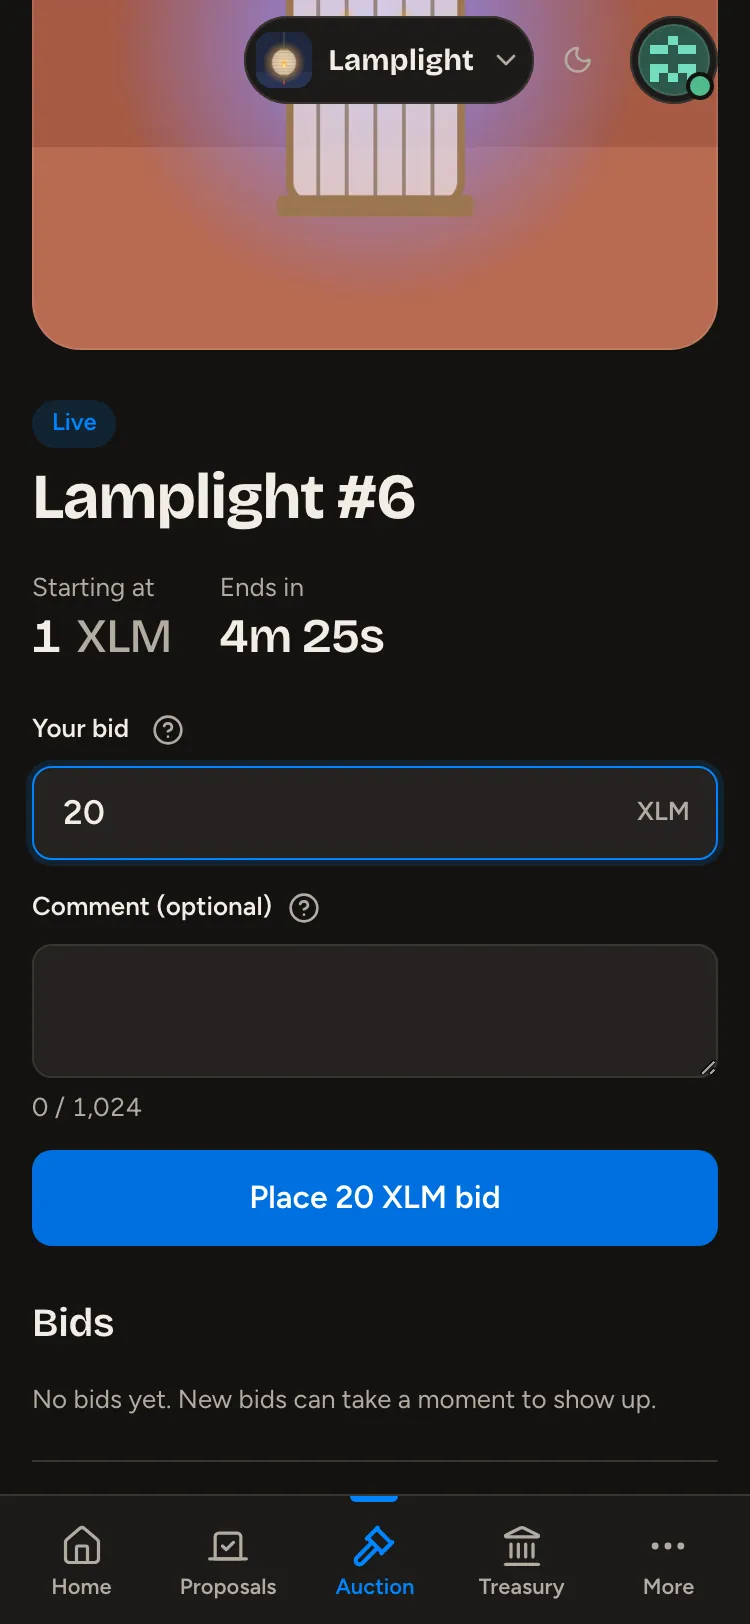 Lamplight
Live
Lamplight #6
Starting at
1 XLM
Ends in
4m 25s
Your bid
20 XLM
Comment (optional)
0 / 1,024
Place 20 XLM bid
Bids
No bids yet. New bids can take a moment to show up.
Home
Proposals
Auction
Treasury
More